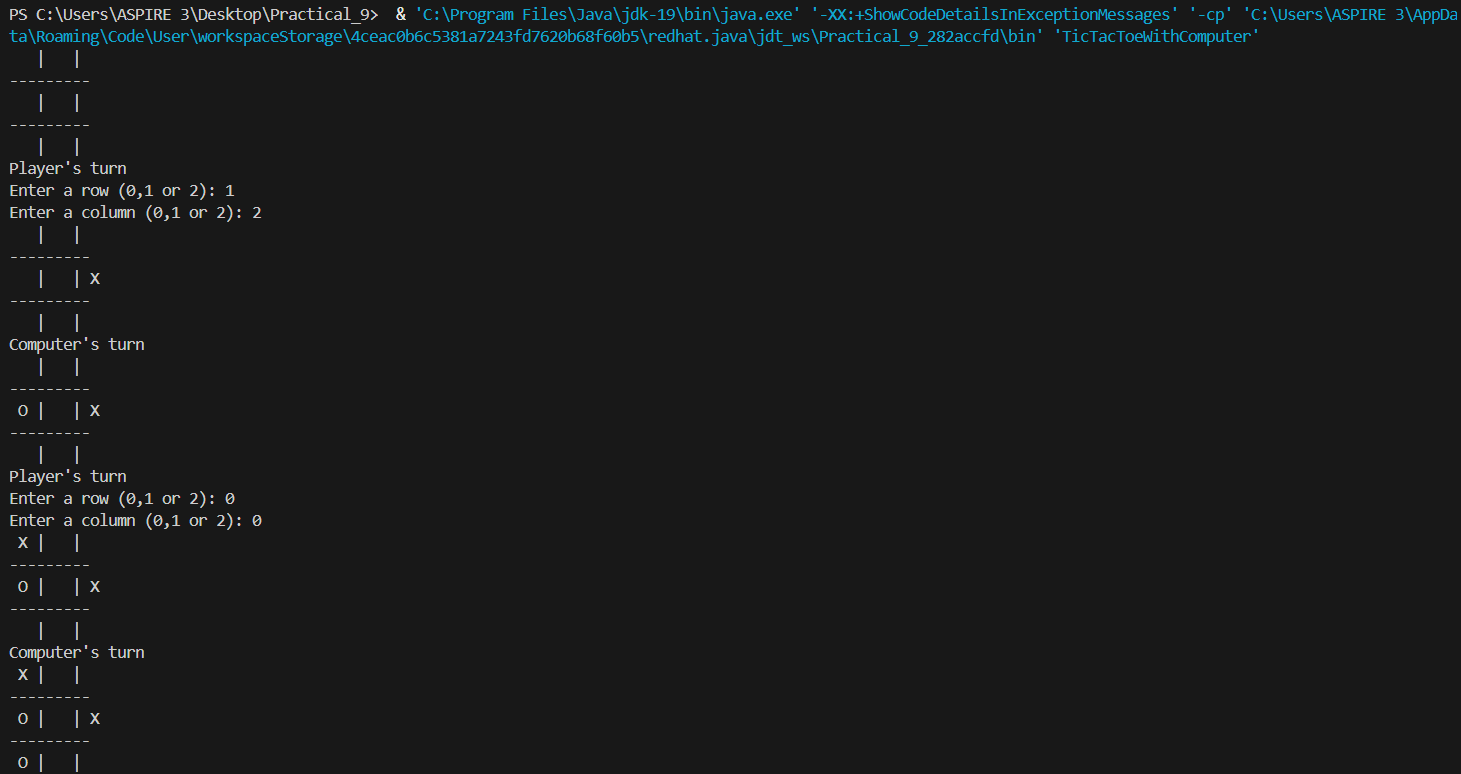 PS C:\Users\ASPIRE 3\Desktop\Practical_9>  & 'C:\Program Files\Java\jdk-19\bin\java.exe' '-XX:+ShowCodeDetailsInExceptionMessages' '-cp' 'C:\Users\ASPIRE 3\AppDa
ta\Roaming\Code\User\workspaceStorage\4ceac0b6c5381a7243fd7620b68f60b5\redhat.java\jdt_ws\Practical_9_282accfd\bin' 'TicTacToeWithComputer'
   |   |
---------
   |   |
---------
   |   |
Player's turn
Enter a row (0,1 or 2): 1
Enter a column (0,1 or 2): 2
   |   |
---------
   |   | X
---------
   |   |
Computer's turn
   |   |
---------
 O |   | X
---------
   |   |
Player's turn
Enter a row (0,1 or 2): 0
Enter a column (0,1 or 2): 0
 X |   |
---------
 O |   | X
---------
   |   |
Computer's turn
 X |   |
---------
 O |   | X
---------
 O |   |